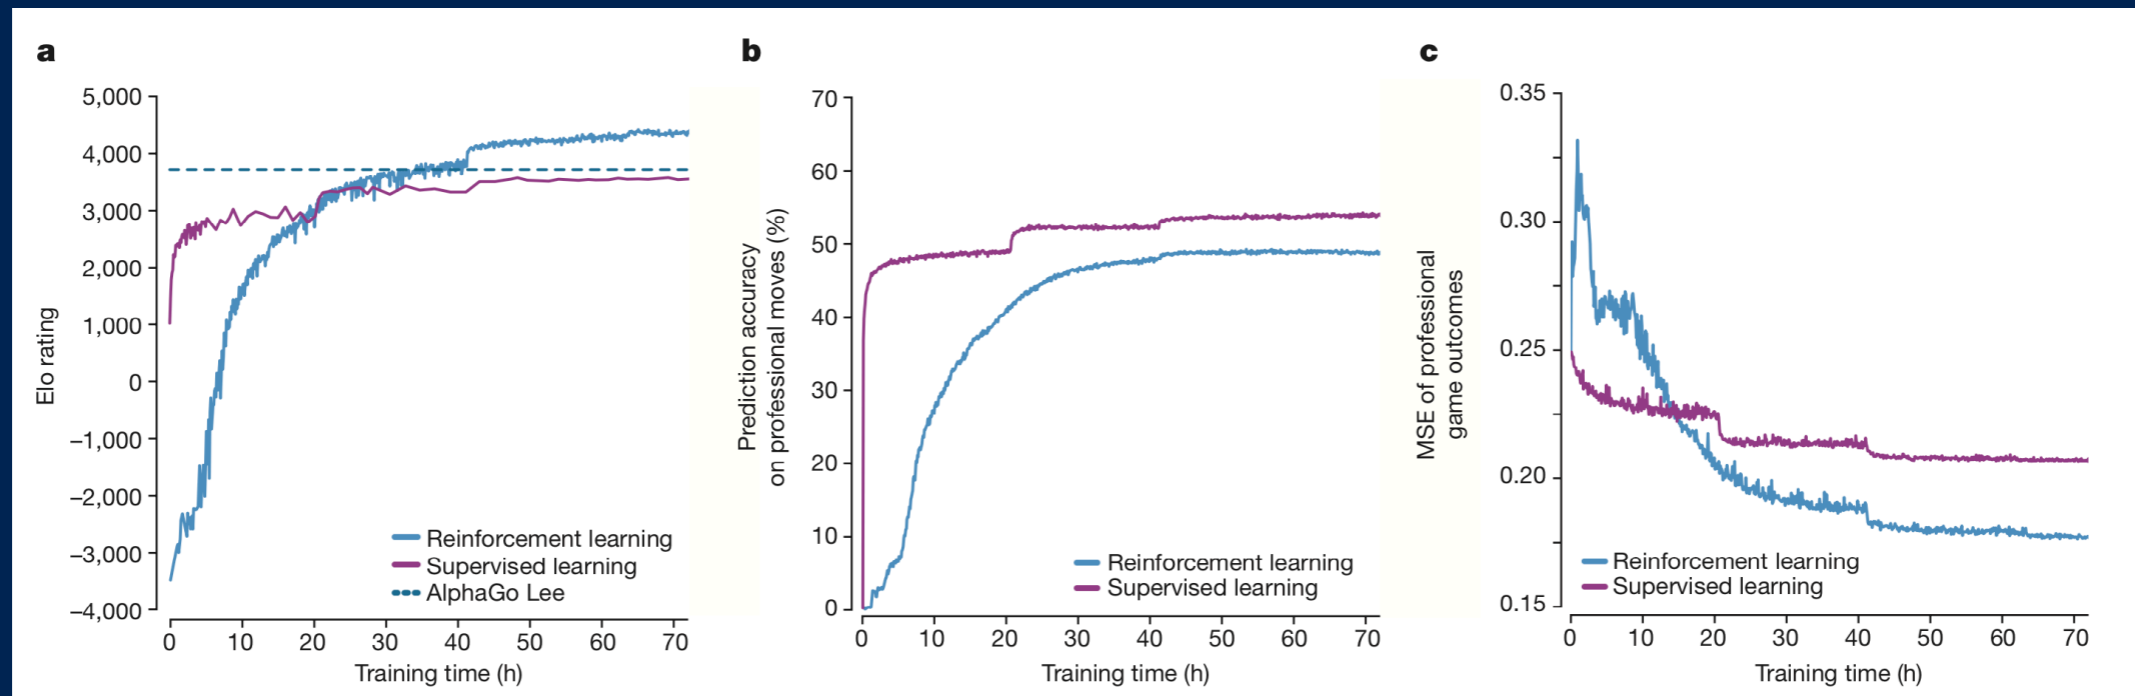 a
5,000
4,000
3,000
2,000
1,000
0
–1,000
–2,000
–3,000
–4,000
Elo rating
Reinforcement learning
Supervised learning
AlphaGo Lee
0 10 20 30 40 50 60 70
Training time (h)
b
70
60
50
40
30
20
10
0
Prediction accuracy
on professional moves (%)
Reinforcement learning
Supervised learning
0 10 20 30 40 50 60 70
Training time (h)
c
0.35
0.30
0.25
0.20
0.15
MSE of professional
game outcomes
Reinforcement learning
Supervised learning
0 10 20 30 40 50 60 70
Training time (h)